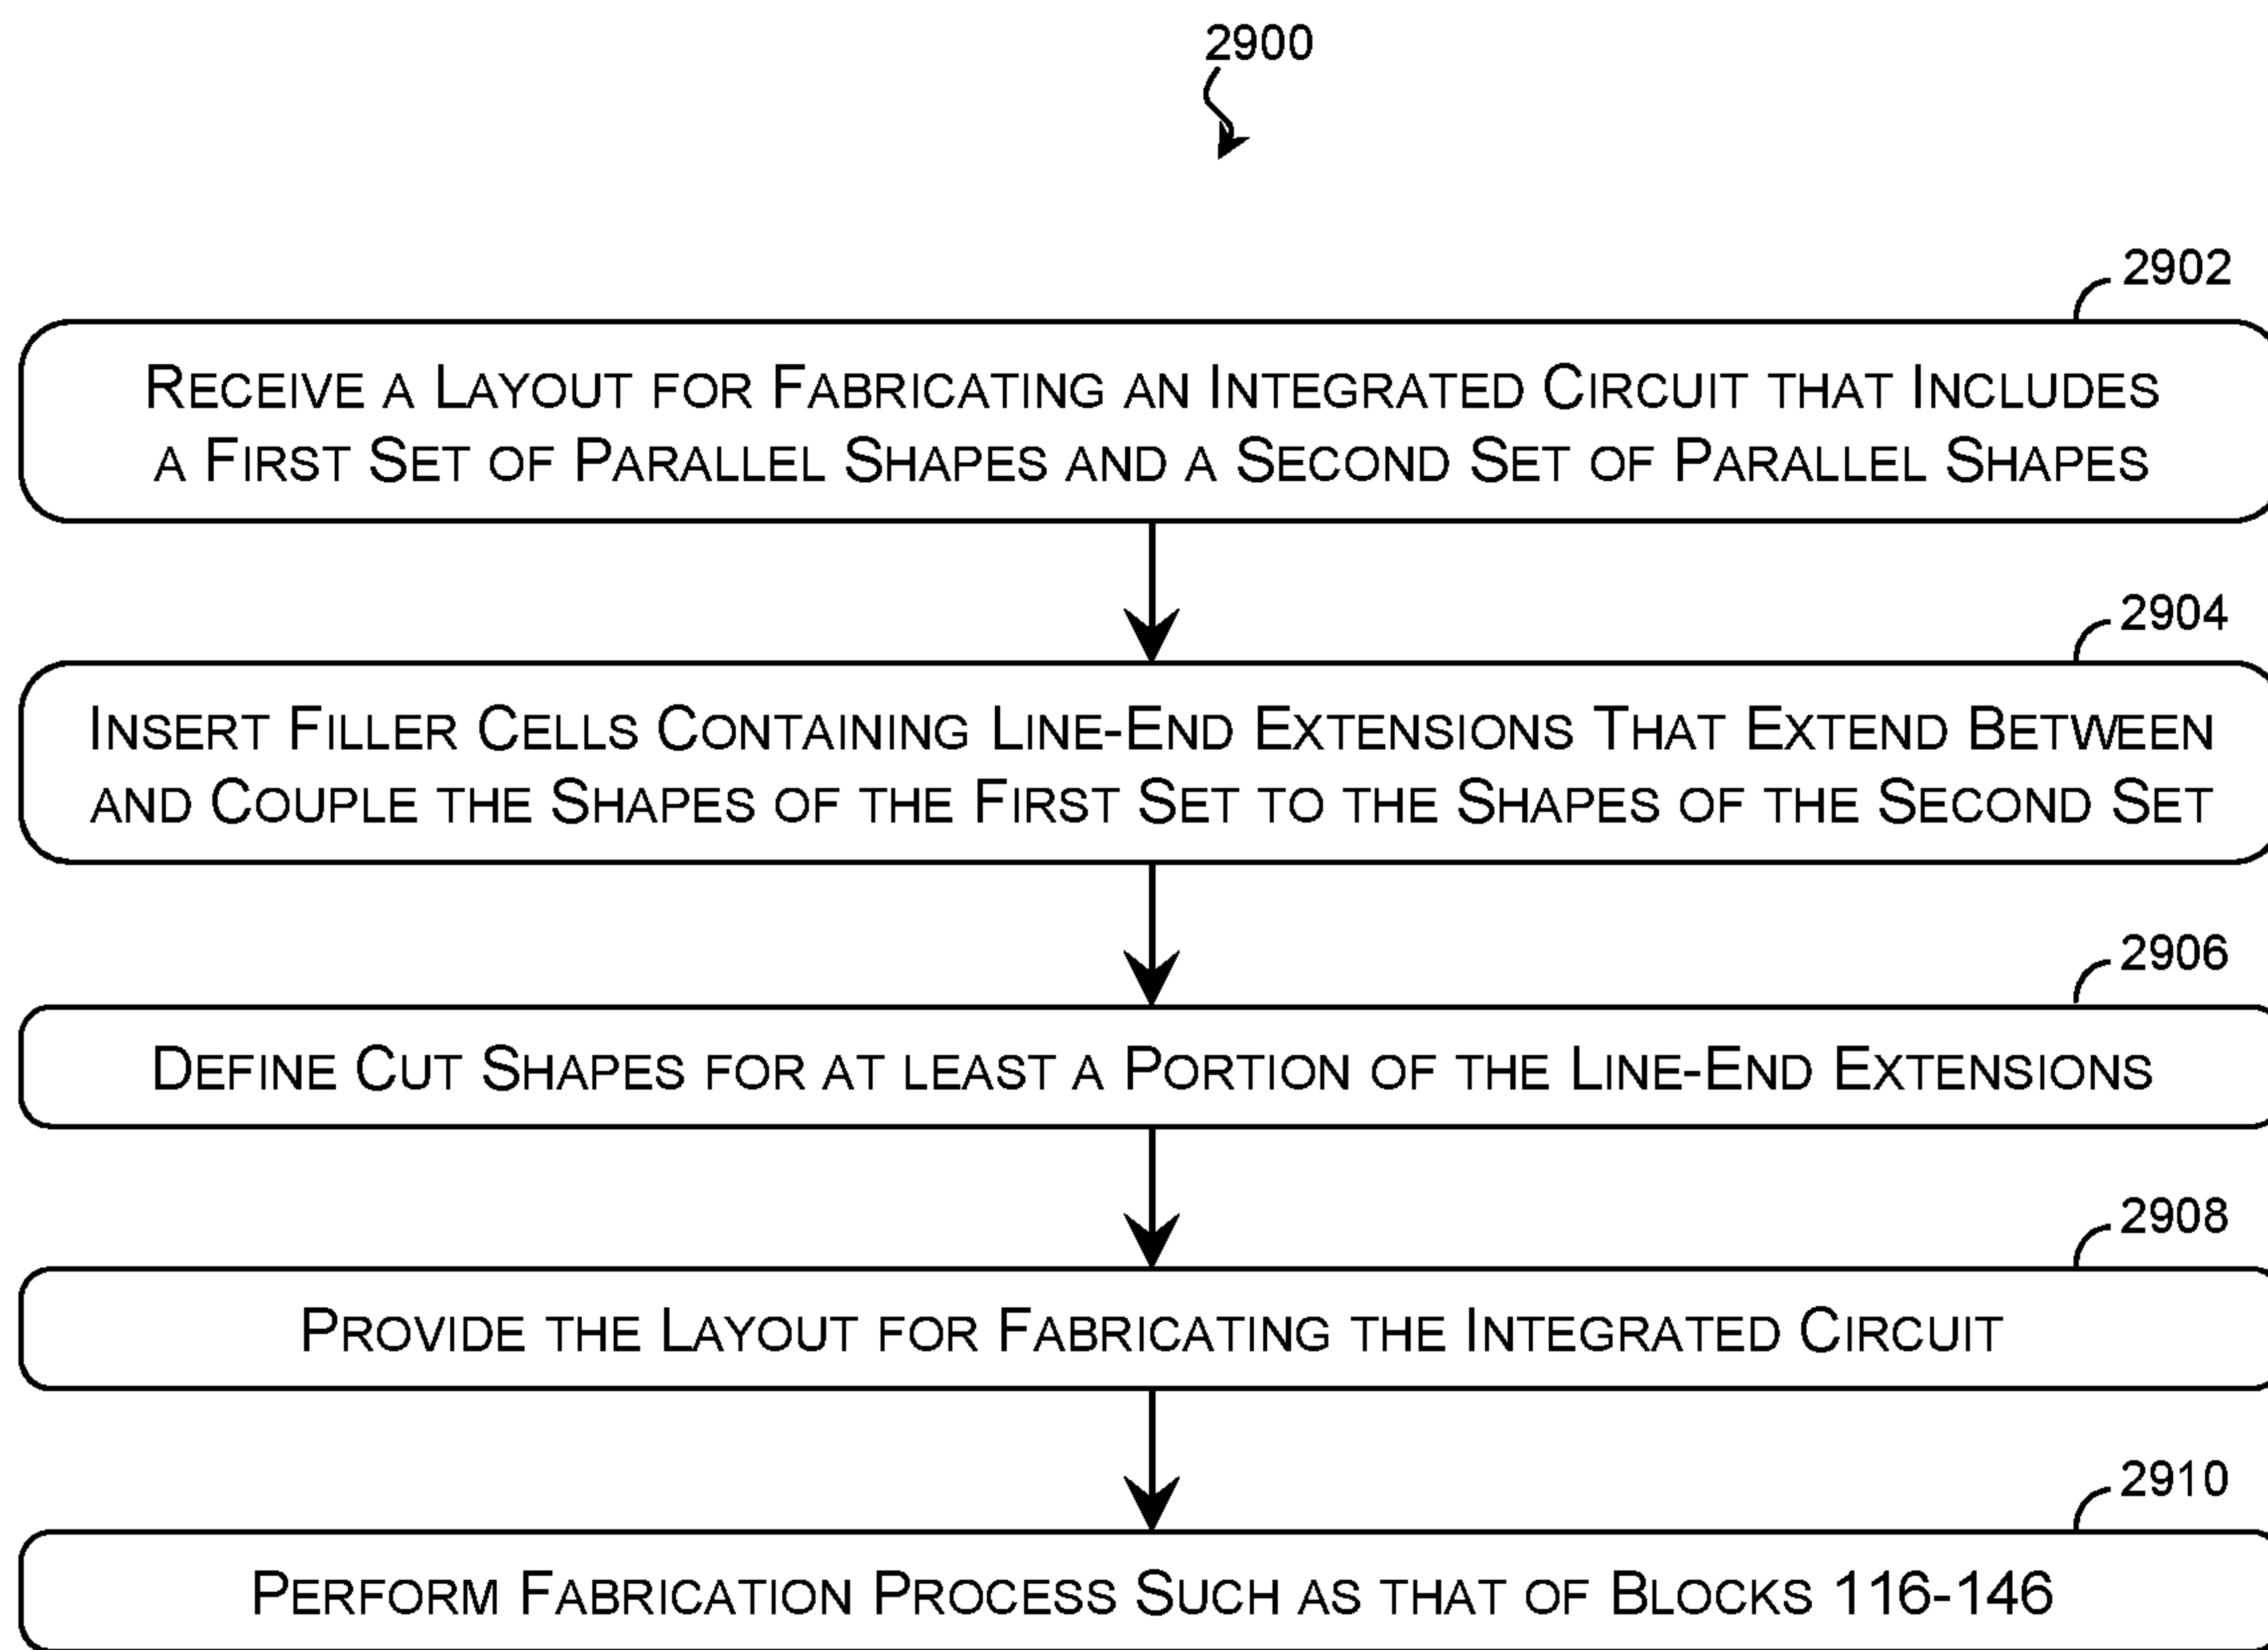 2900
2902
Receive a Layout for Fabricating an Integrated Circuit that Includes
a First Set of Parallel Shapes and a Second Set of Parallel Shapes
2904
Insert Filler Cells Containing Line-End Extensions That Extend Between
and Couple the Shapes of the First Set to the Shapes of the Second Set
2906
Define Cut Shapes for at least a Portion of the Line-End Extensions
2908
Provide the Layout for Fabricating the Integrated Circuit
2910
Perform Fabrication Process Such as that of Blocks 116-146